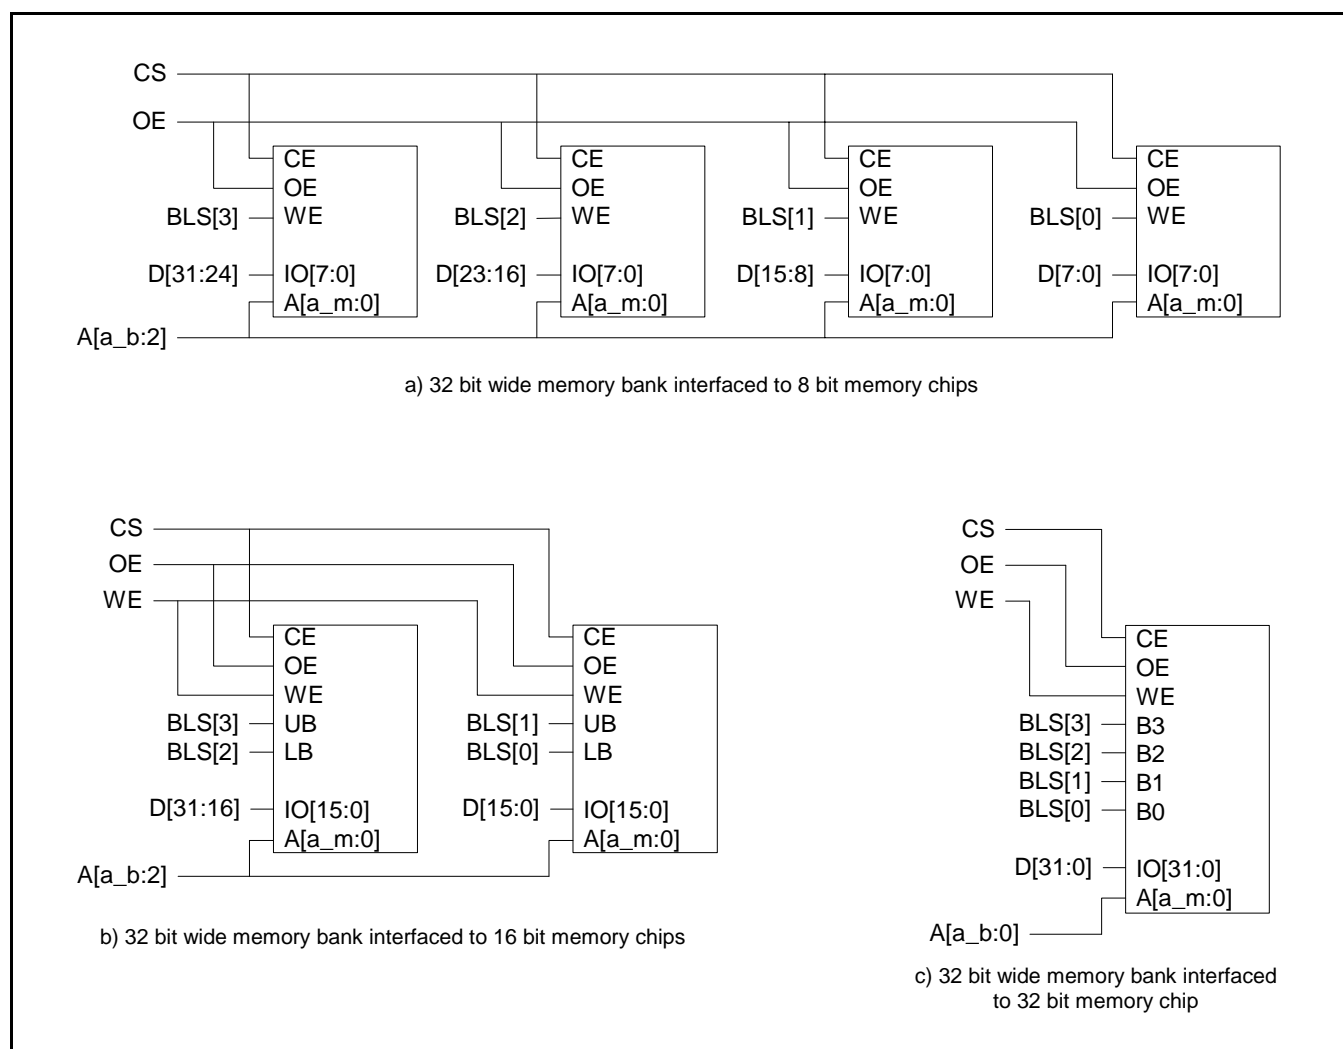 CS
OE
CE
OE
WE
IO[7:0]
A[a_m:0]
BLS[3]
D[31:24]
CE
OE
WE
IO[7:0]
A[a_m:0]
BLS[2]
D[23:16]
CE
OE
WE
IO[7:0]
A[a_m:0]
BLS[1]
D[15:8]
CE
OE
WE
IO[7:0]
A[a_m:0]
BLS[0]
D[7:0]
A[a_b:2]
a) 32 bit wide memory bank interfaced to 8 bit memory chips
CS
OE
WE
CE
OE
WE
UB
LB
IO[15:0]
A[a_m:0]
BLS[3]
BLS[2]
D[31:16]
CE
OE
WE
UB
LB
IO[15:0]
A[a_m:0]
BLS[1]
BLS[0]
D[15:0]
A[a_b:2]
b) 32 bit wide memory bank interfaced to 16 bit memory chips
CS
OE
WE
CE
OE
WE
B3
B2
B1
B0
IO[31:0]
A[a_m:0]
BLS[3]
BLS[2]
BLS[1]
BLS[0]
D[31:0]
A[a_b:0]
c) 32 bit wide memory bank interfaced
to 32 bit memory chip